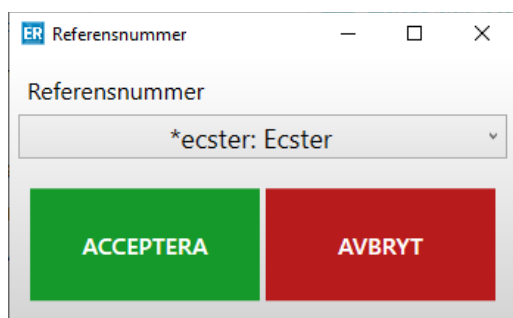 ER Referensnummer
Referensnummer
*ecster: Ecster
ACCEPTERA
AVBRYT